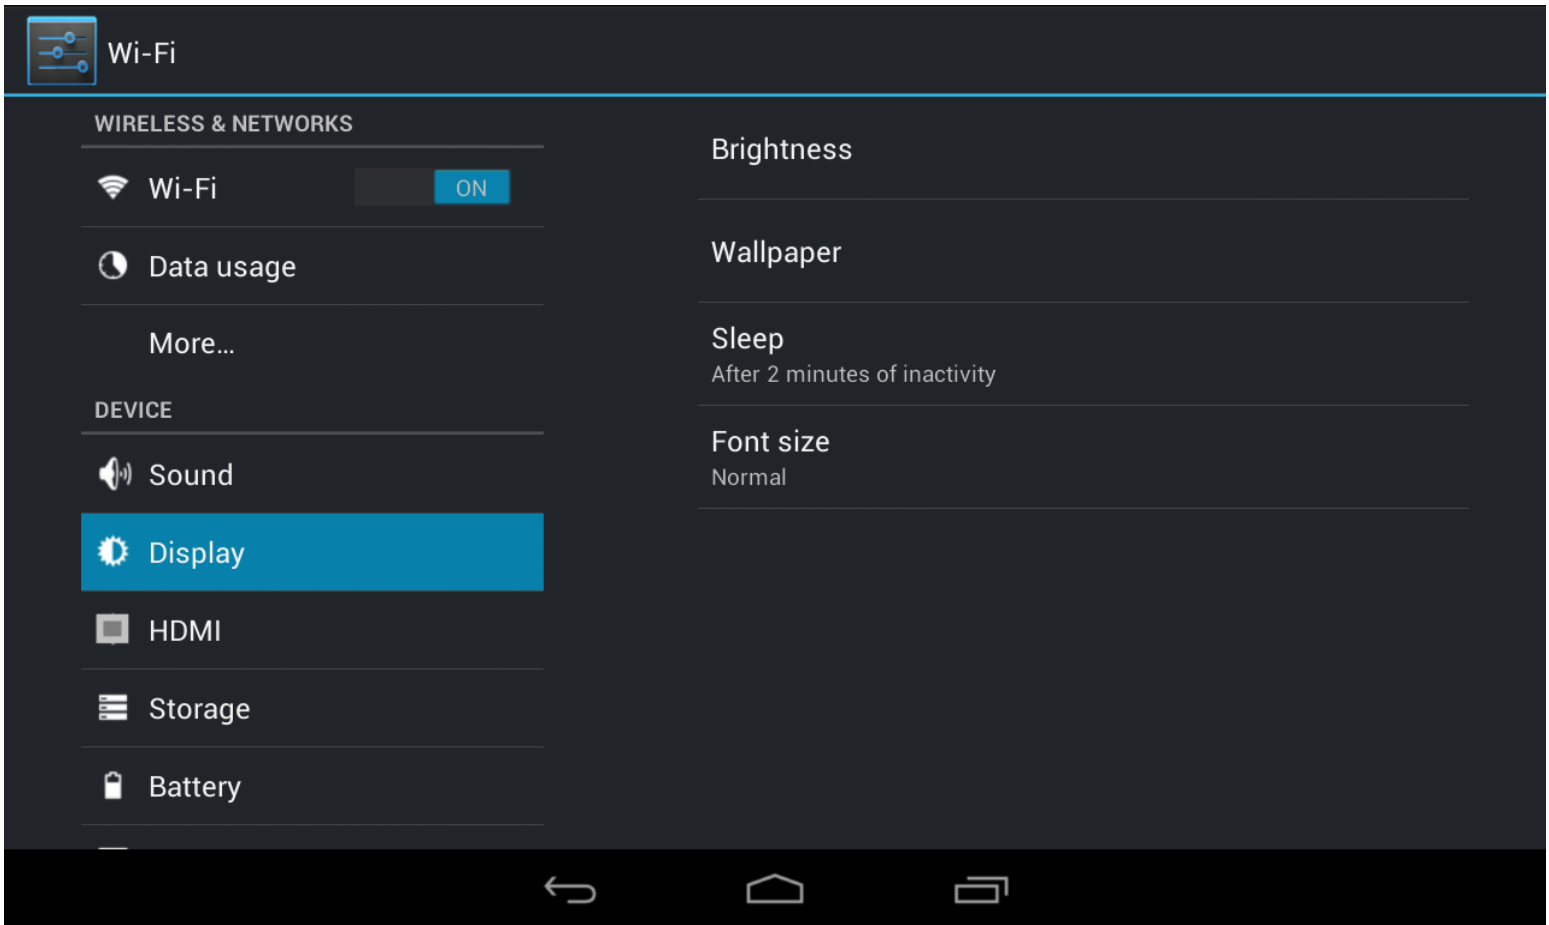 Wi-Fi
WIRELESS & NETWORKS
Wi-Fi
ON
Data usage
More...
DEVICE
Sound
Display
HDMI
Storage
Battery
Brightness
Wallpaper
Sleep
After 2 minutes of inactivity
Font size
Normal